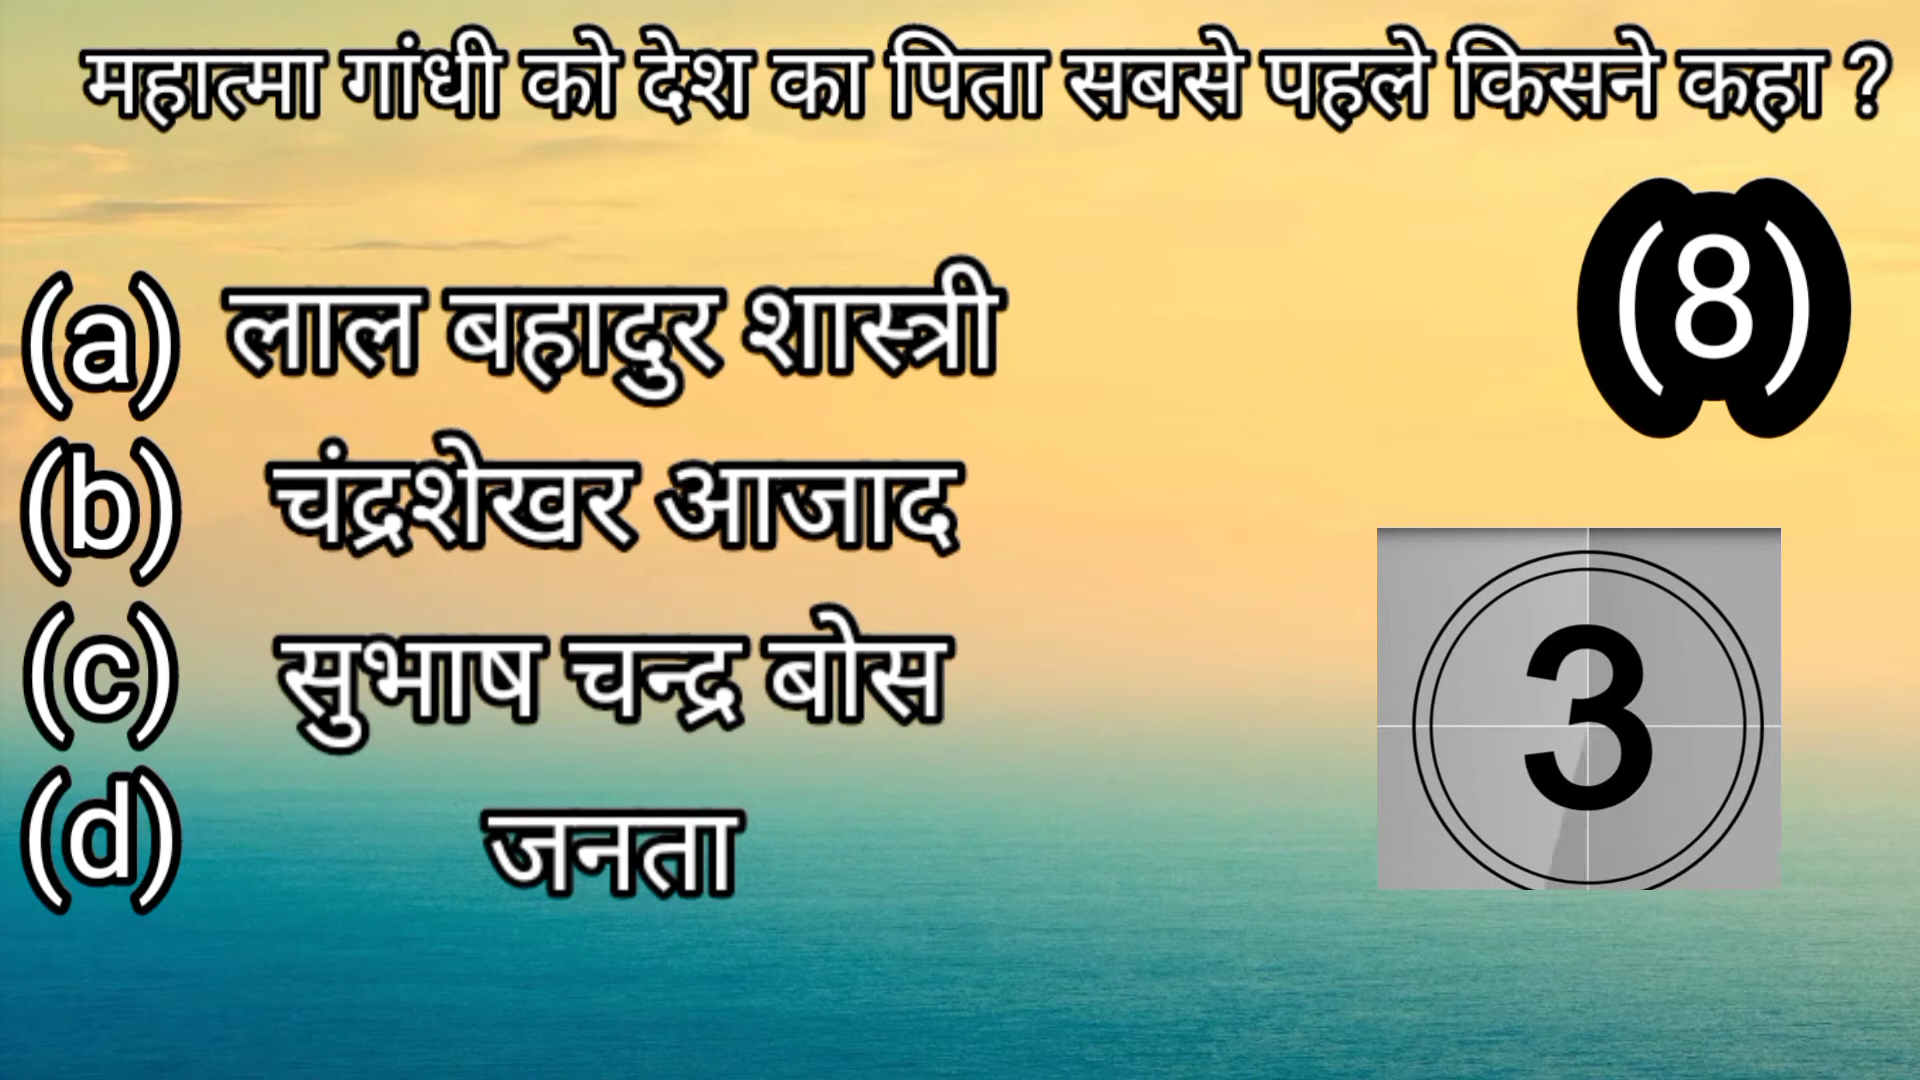 महात्मा गांधी को देश का पिता सबसे पहले किसने कहा ?
(8)
(a) लाल बहादुर शास्त्री
(b) चंद्रशेखर आजाद
(c) सुभाष चन्द्र बोस
(d) जनता
3